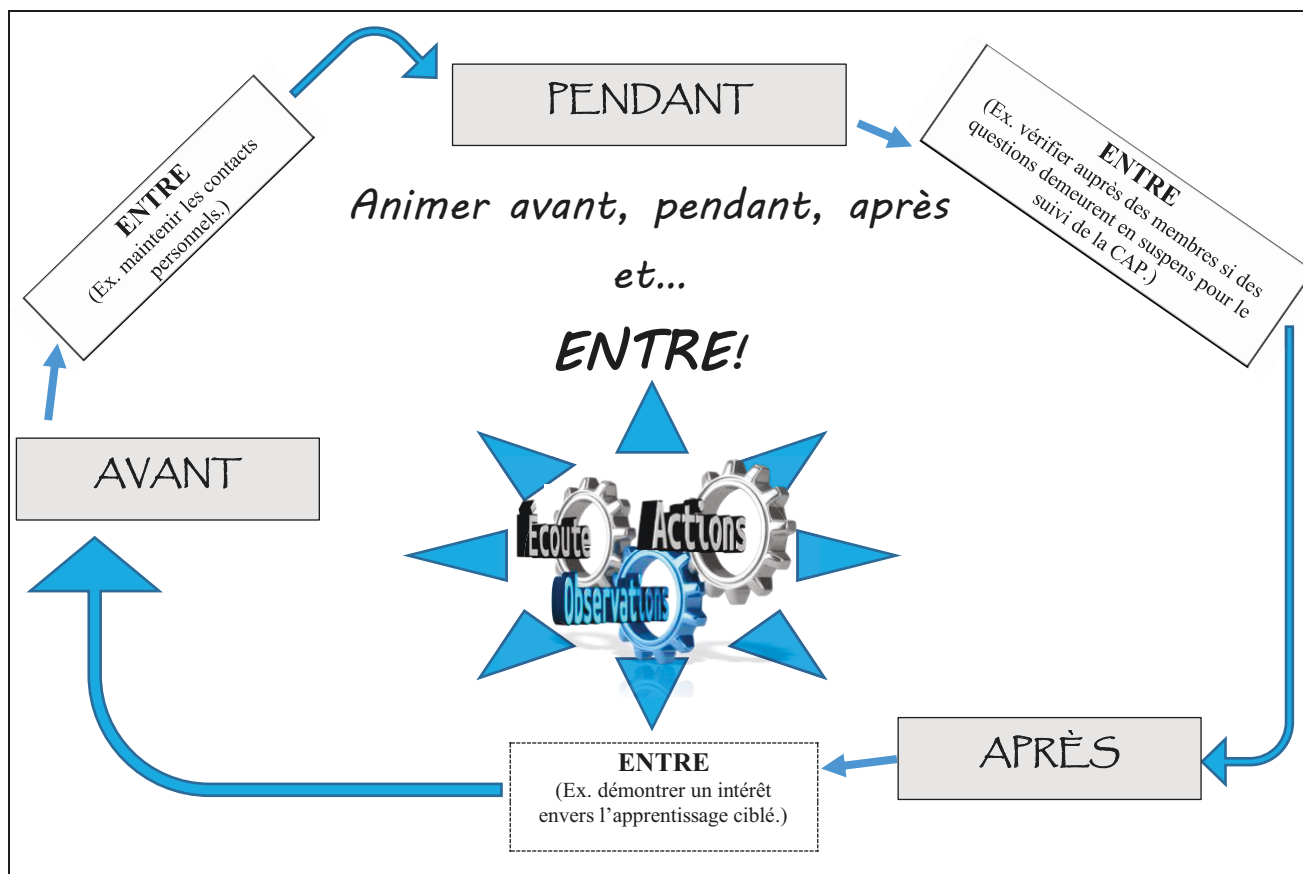 PENDANT
ENTRE
(Ex. maintenir les contacts
personnels.)
ENTRE
(Ex. vérifier auprès des membres si des
questions demeurent en suspens pour le
suivi de la CAP.)
Animer avant, pendant, après
et...
ENTRE!
AVANT
Écoute
Actions
Observations
APRÈS
ENTRE
(Ex. démontrer un intérêt
envers l’apprentissage ciblé.)